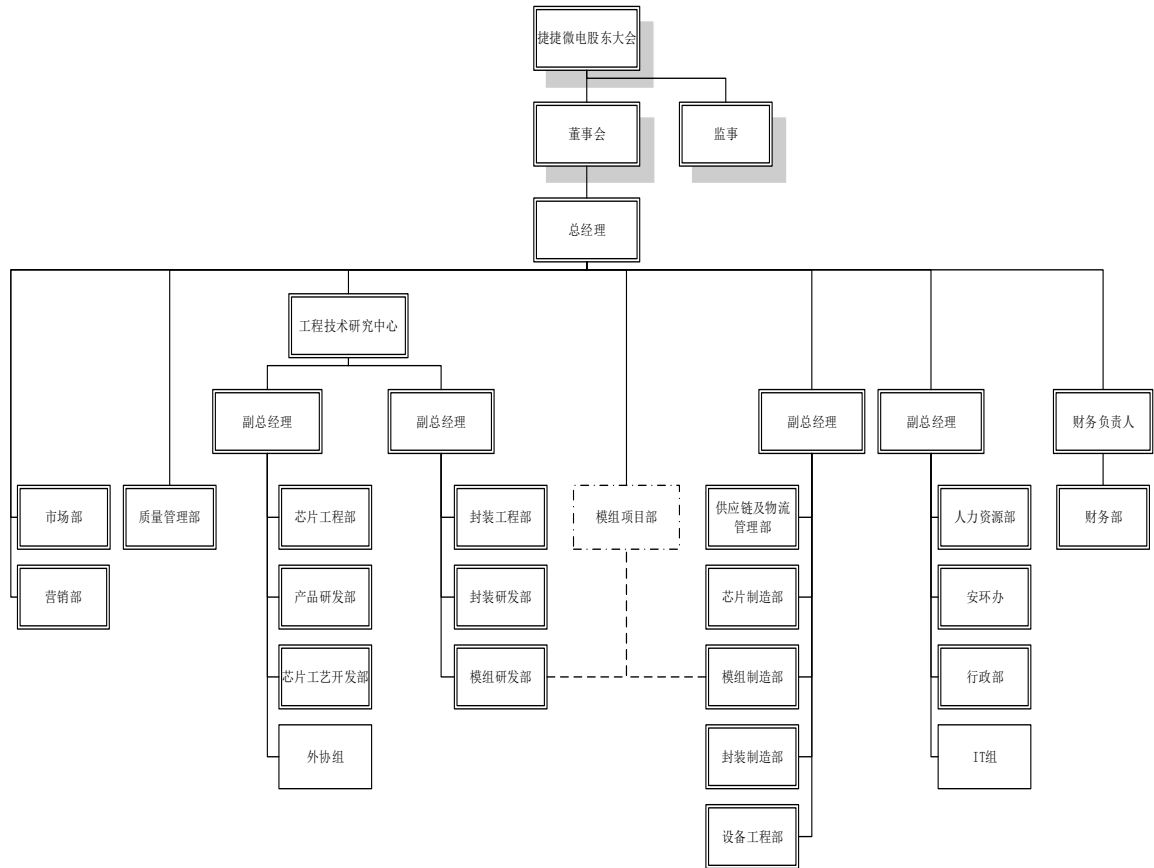 捷捷微电股东大会
董事会
监事
总经理
工程技术研究中心
副总经理
副总经理
副总经理
副总经理
财务负责人
市场部
质量管理部
芯片工程部
封装工程部
模组项目部
供应链及物流
管理部
人力资源部
财务部
营销部
产品研发部
封装研发部
芯片制造部
安环办
芯片工艺开发部
模组研发部
模组制造部
行政部
外协组
封装制造部
IT组
设备工程部